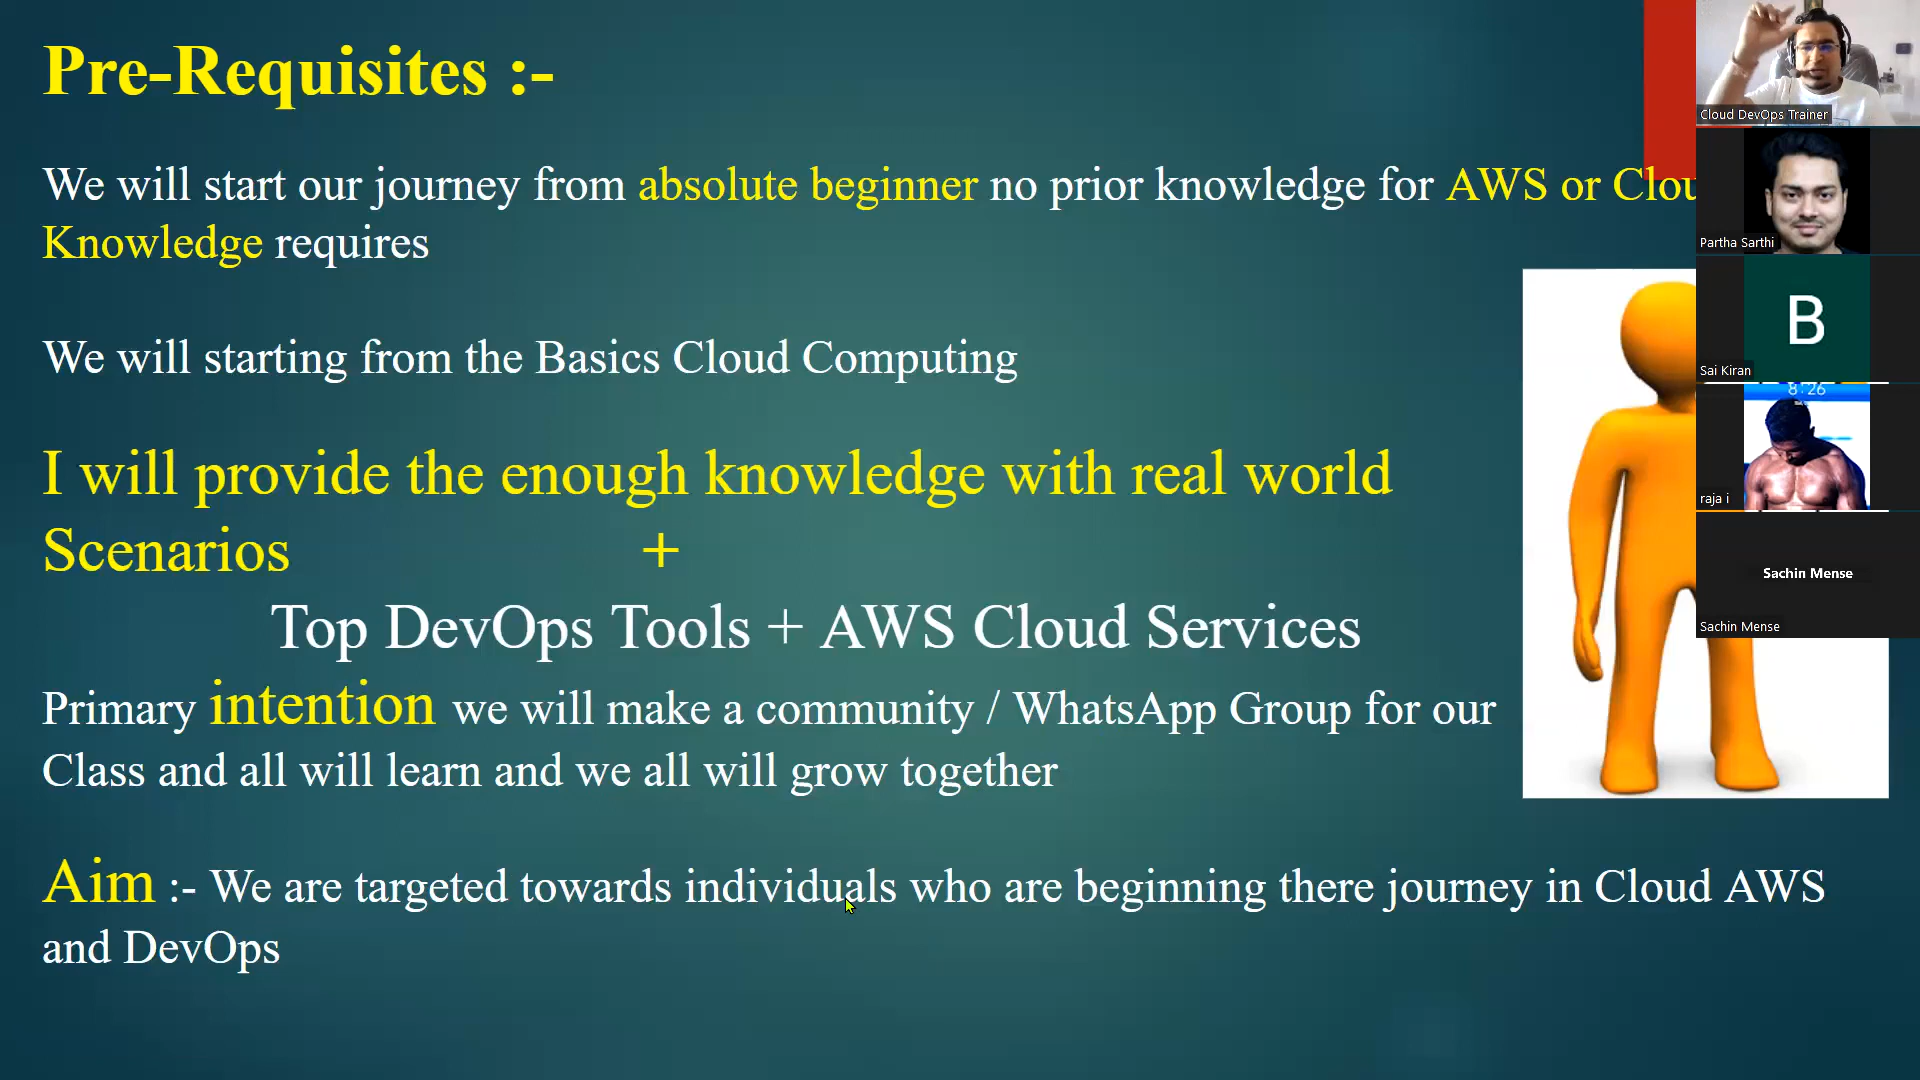 Pre-Requisites :-
We will start our journey from absolute beginner no prior knowledge for AWS or Clou
Knowledge requires
We will starting from the Basics Cloud Computing
I will provide the enough knowledge with real world
Scenarios +
Top DevOps Tools + AWS Cloud Services
Primary intention we will make a community / WhatsApp Group for our
Class and all will learn and we all will grow together
Aim :- We are targeted towards individuals who are beginning there journey in Cloud AWS
and DevOps
Cloud DevOps Trainer
Partha Sarthi
B
Sai Kiran
8:26
raja i
Sachin Mense
Sachin Mense